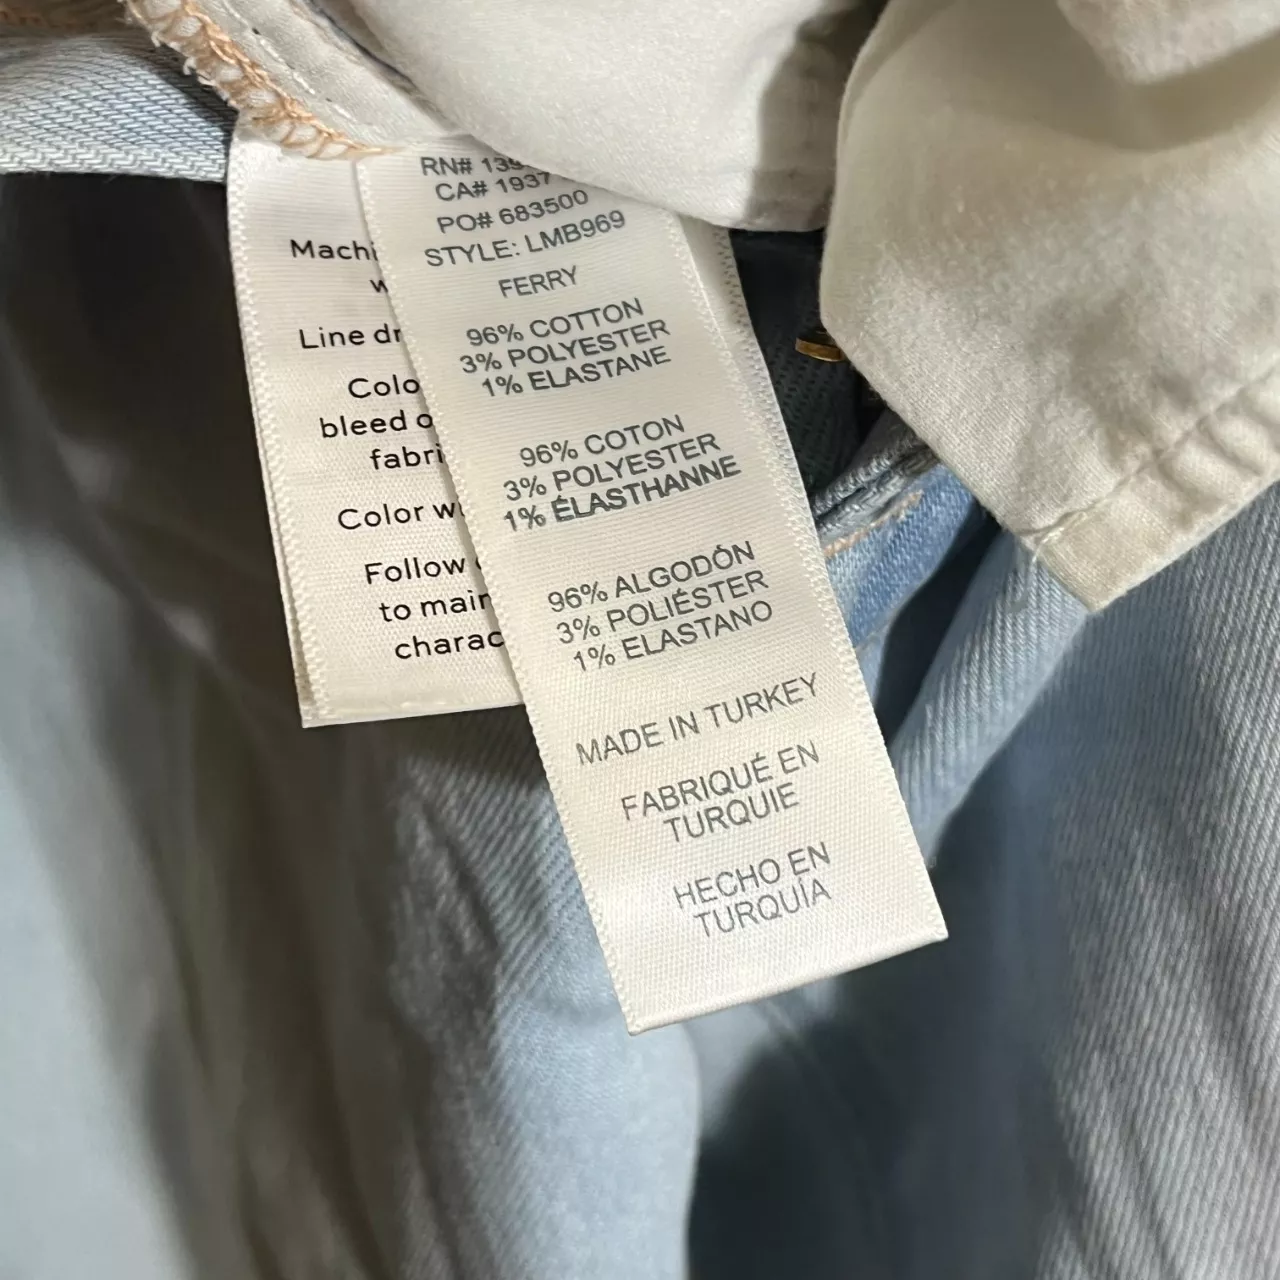 RN# 139
CA# 1937
PO# 683500
STYLE: LMB969
FERRY
96% COTTON
3% POLYESTER
1% ELASTANE
96% COTON
3% POLYESTER
1% ÉLASTHANNE
96% ALGODÓN
3% POLIÉSTER
1% ELASTANO
MADE IN TURKEY
FABRIQUÉ EN
TURQUIE
HECHO EN
TURQUÍA
Machi
w
Line dr
Colo
bleed o
fabri
Color w
Follow
to main
charac